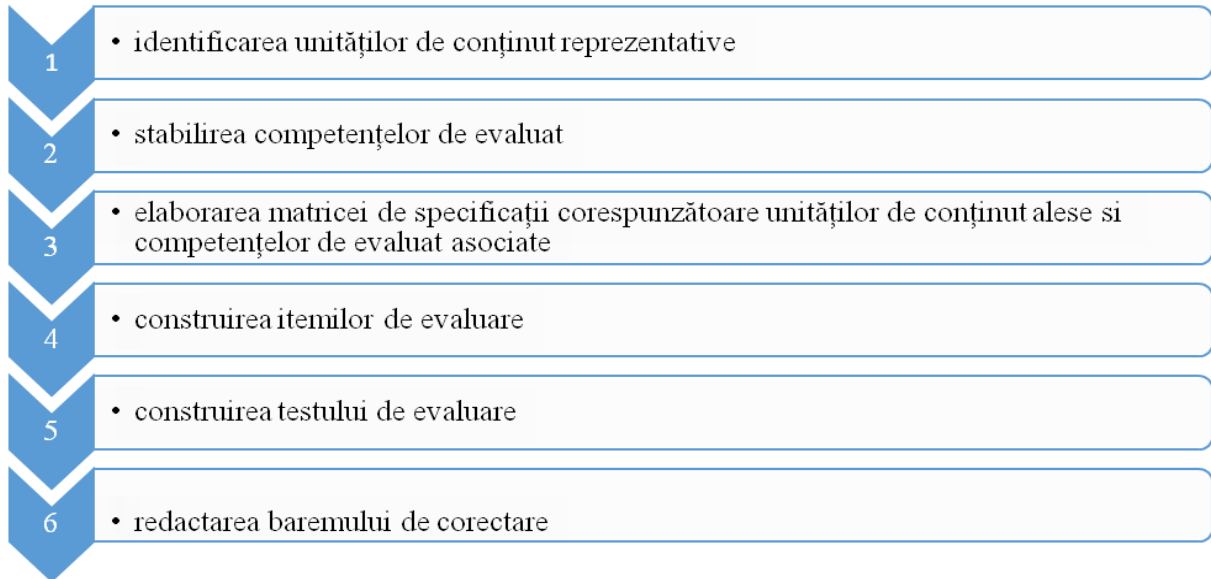 1
• identificarea unităților de conținut reprezentative
2
• stabilirea competențelor de evaluat
3
• elaborarea matricei de specificații corespunzătoare unităților de conținut alese si
competențelor de evaluat asociate
4
• construirea itemilor de evaluare
5
• construirea testului de evaluare
6
• redactarea baremului de corectare